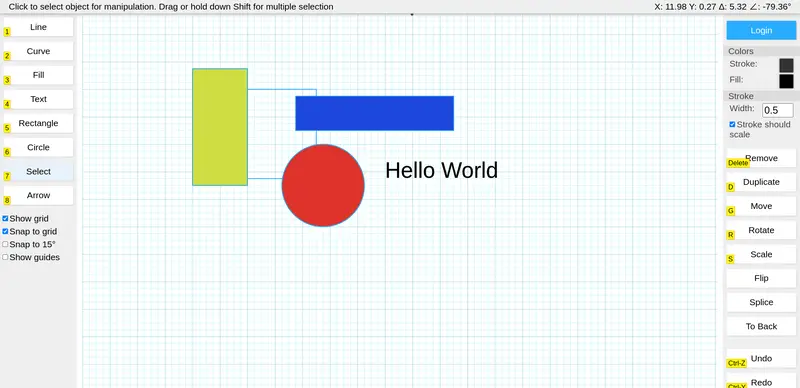 Click to select object for manipulation. Drag or hold down Shift for multiple selection
X: 11.98 Y: 0.27 Δ: 5.32 ∠: -79.36°
1 Line
2 Curve
3 Fill
4 Text
5 Rectangle
6 Circle
7 Select
8 Arrow
Show grid
Snap to grid
Snap to 15°
Show guides
Hello World
Login
Colors
Stroke:
Fill:
Stroke
Width: 0.5
Stroke should
scale
Delete Remove
D Duplicate
G Move
R Rotate
S Scale
Flip
Splice
To Back
Ctrl-Z Undo
Ctrl-Y Redo